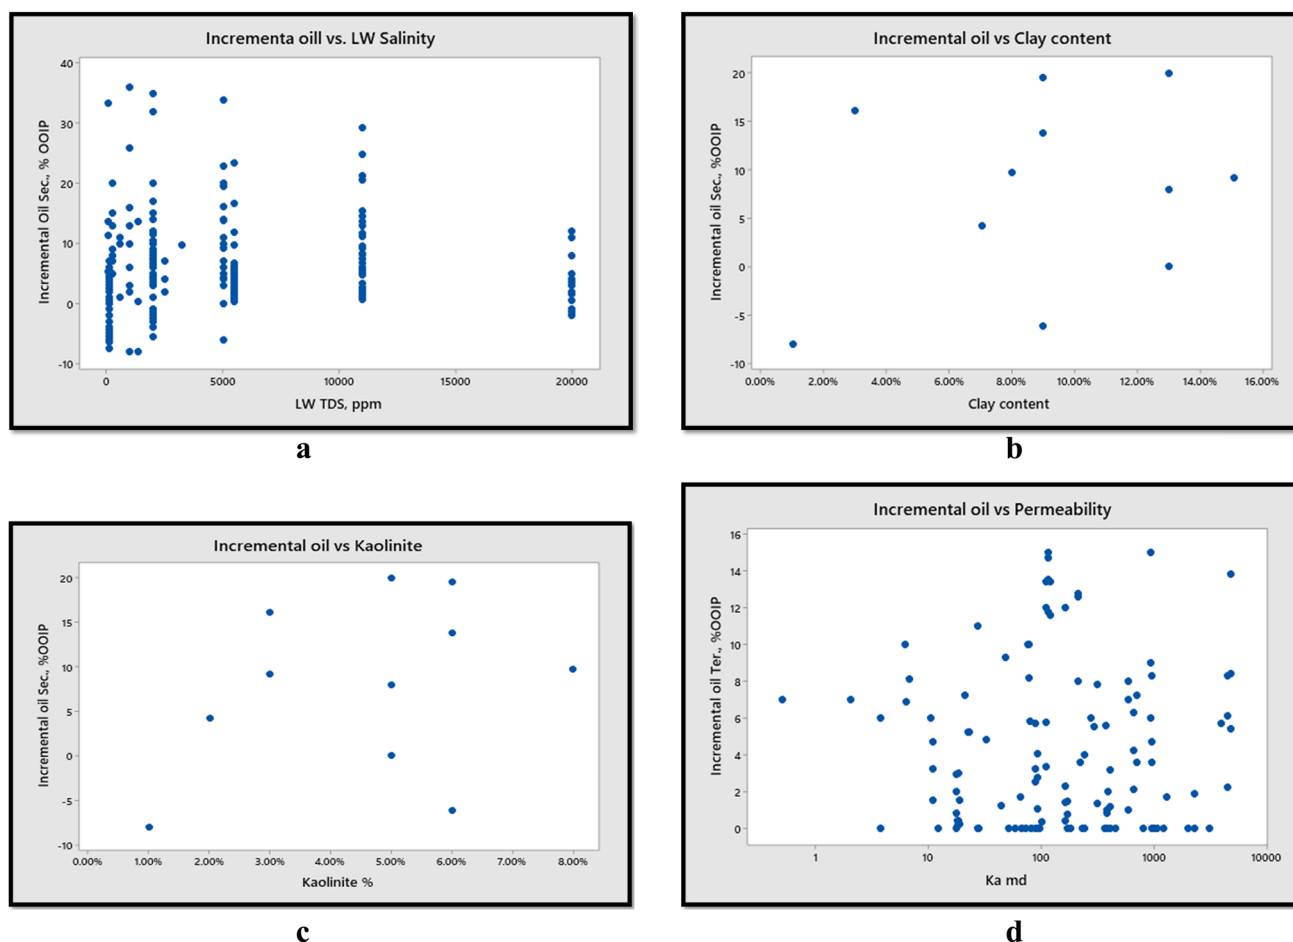 Incrementa oill vs. LW Salinity
Incremental Oil Sec., % OOIP
40
30
20
10
0
-10
0 5000 10000 15000 20000
LW TDS, ppm
a
Incremental oil vs Clay content
Incremental oil Sec., %OOIP
20
15
10
5
0
-5
-10
0.00% 2.00% 4.00% 6.00% 8.00% 10.00% 12.00% 14.00% 16.00%
Clay content
b
Incremental oil vs Kaolinite
Incremental oil Sec., %OOIP
20
15
10
5
0
-5
-10
0.00% 1.00% 2.00% 3.00% 4.00% 5.00% 6.00% 7.00% 8.00%
Kaolinite %
c
Incremental oil vs Permeability
Incremental oil Ter., %OOIP
16
14
12
10
8
6
4
2
0
1 10 100 1000 10000
Ka md
d